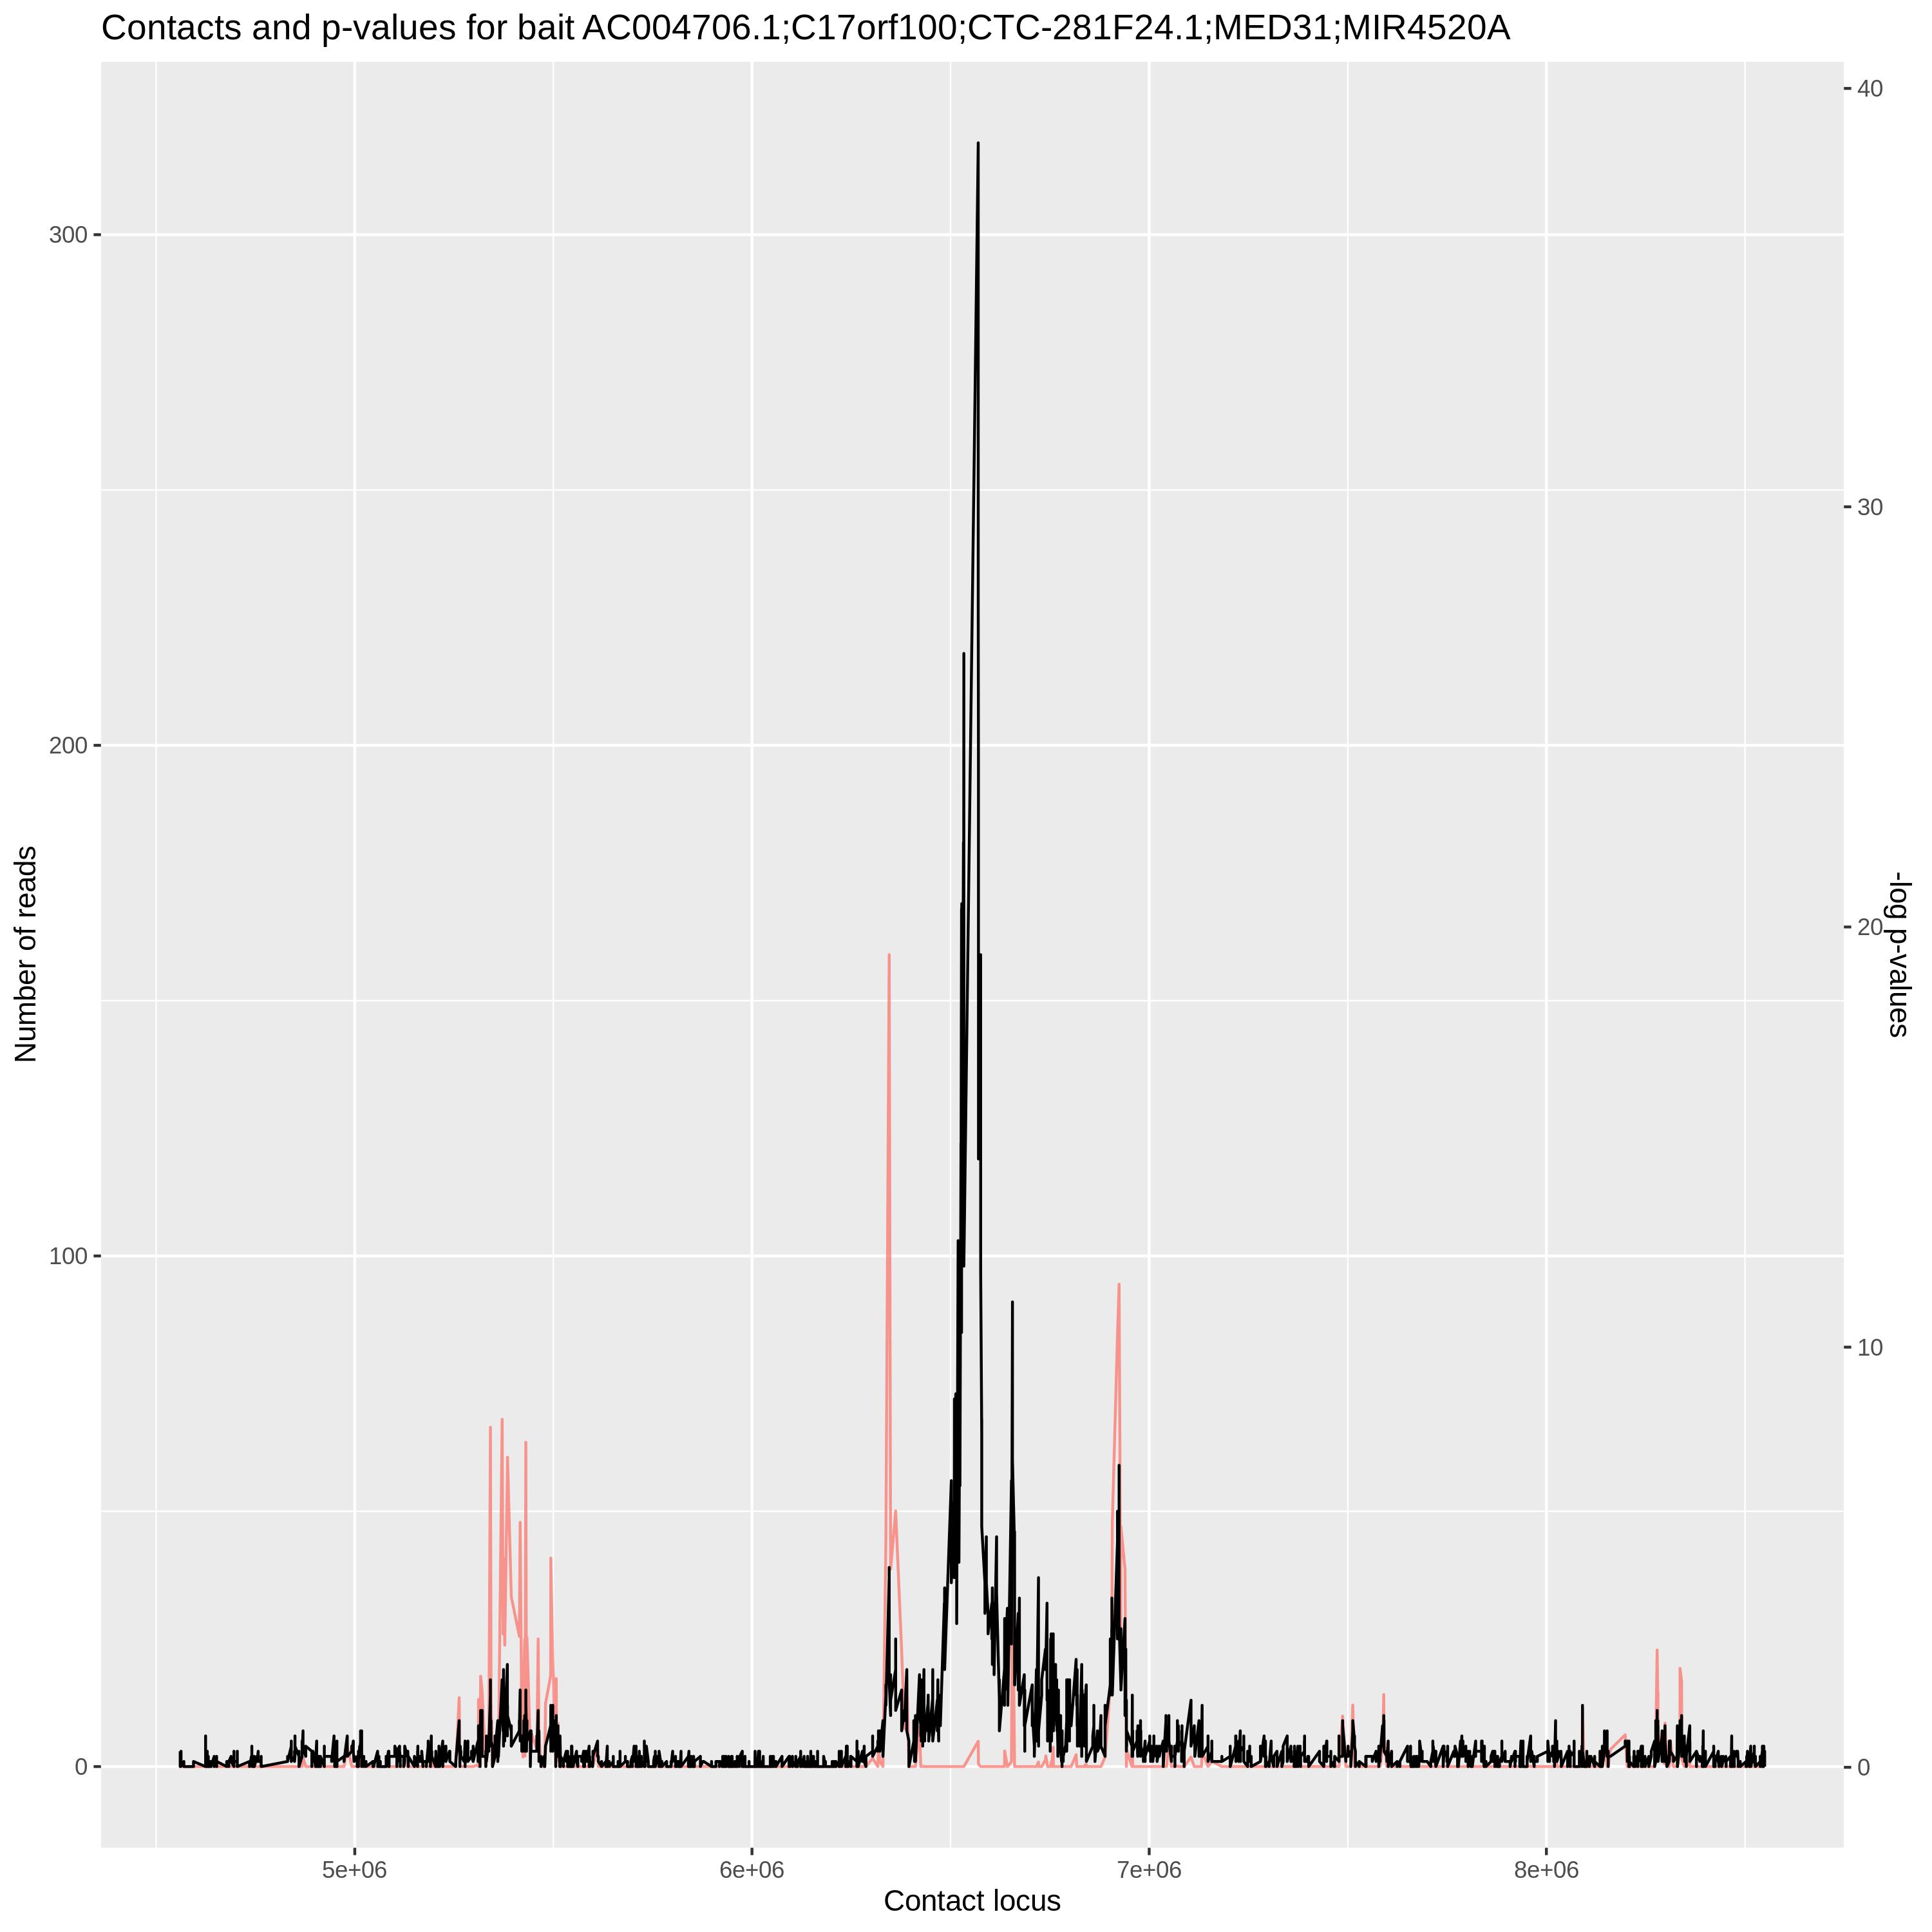 Contacts and p-values for bait AC004706.1;C17orf100;CTC-281F24.1;MED31;MIR4520A
Number of reads
300
200
100
0
40
30
20
10
0
-log p-values
5e+06 6e+06 7e+06 8e+06
Contact locus